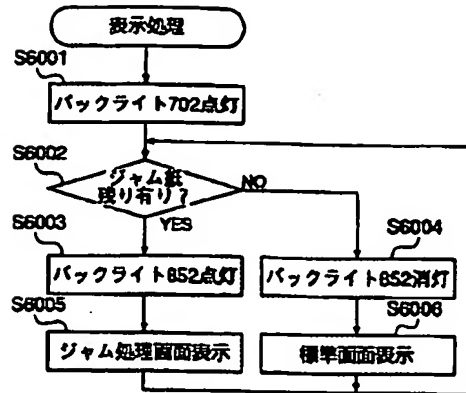 表示処理
S6001
バックライト702点灯
S6002
ジャム紙
残り有り?
NO
YES
S6003
バックライト852点灯
S6004
バックライト852消灯
S6005
ジャム処理画面表示
S6006
標準画面表示